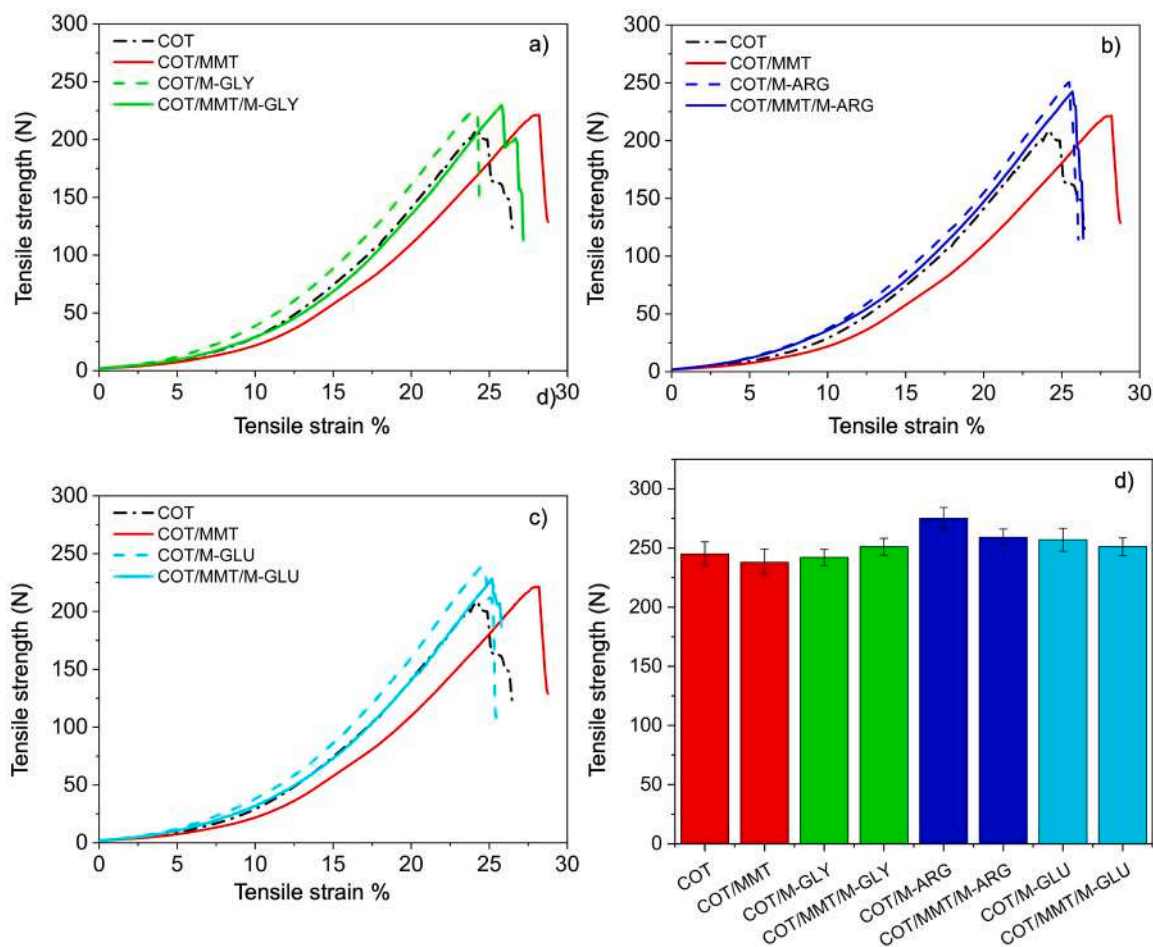 300
250
200
150
100
50
0
Tensile strength (N)
COT
COT/MMT
COT/M-GLY
COT/MMT/M-GLY
a)
0 5 10 15 20 25 30
d)
Tensile strain %
300
250
200
150
100
50
0
Tensile strength (N)
COT
COT/MMT
COT/M-ARG
COT/MMT/M-ARG
b)
0 5 10 15 20 25 30
Tensile strain %
300
250
200
150
100
50
0
Tensile strength (N)
COT
COT/MMT
COT/M-GLU
COT/MMT/M-GLU
c)
0 5 10 15 20 25 30
Tensile strain %
300
250
200
150
100
50
0
Tensile strength (N)
d)
COT
COT/MMT
COT/M-GLY
COT/MMT/M-GLY
COT/M-ARG
COT/MMT/M-ARG
COT/M-GLU
COT/MMT/M-GLU